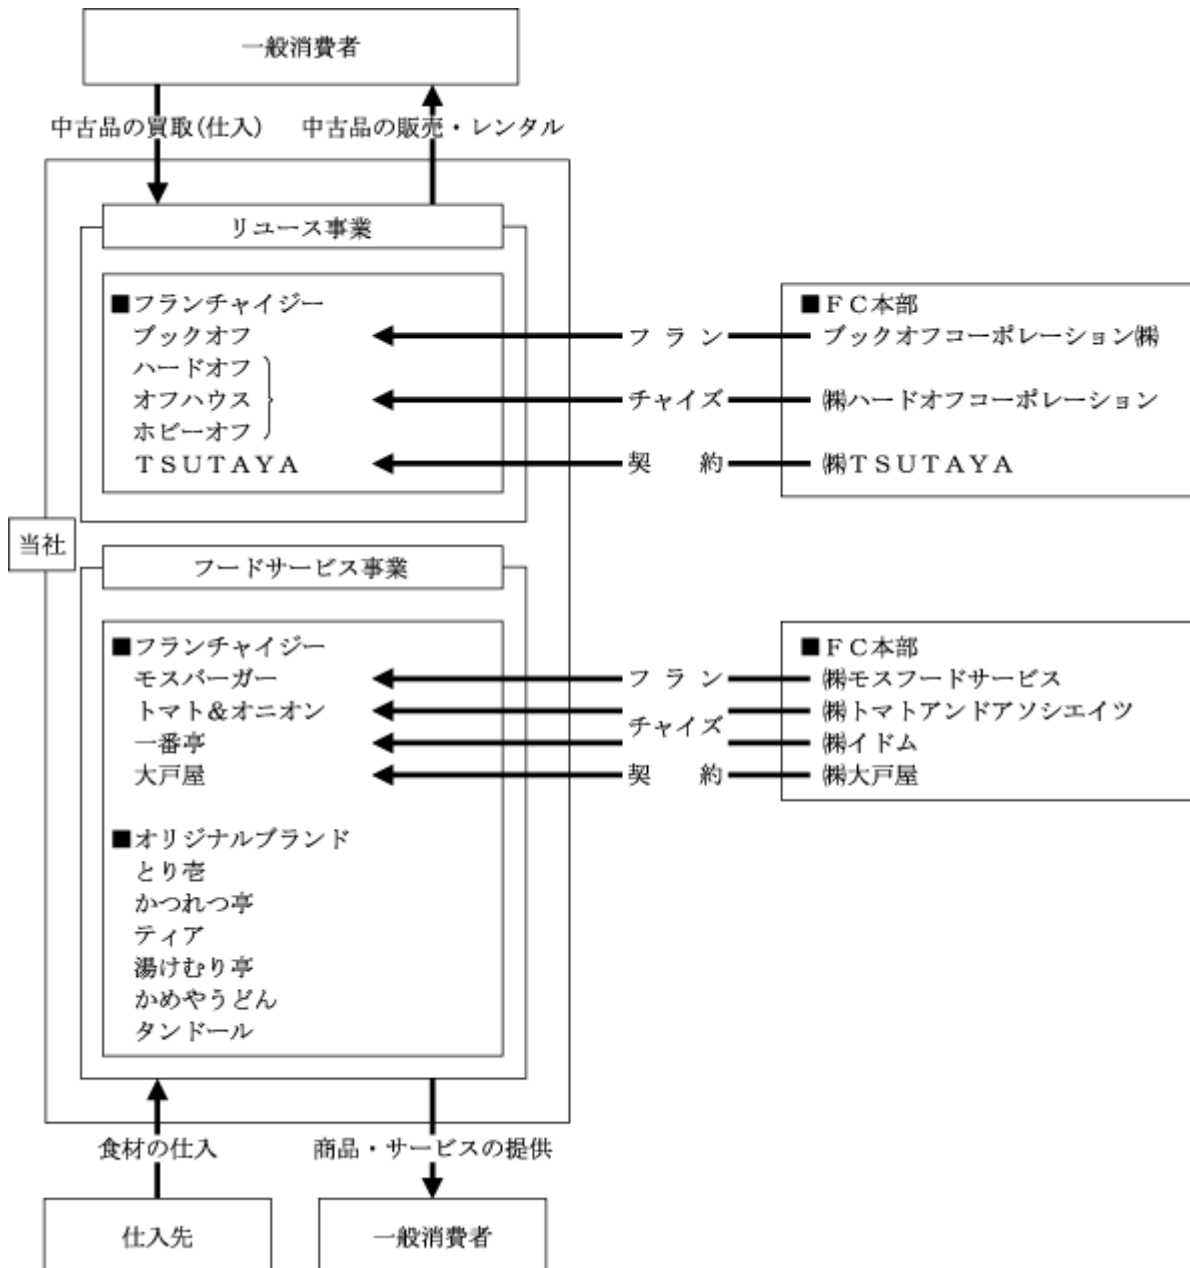 一般消費者
中古品の買取(仕入)
中古品の販売・レンタル
リユース事業
■フランチャイジー
ブックオフ
ハードオフ
オフハウス
ホビーオフ
TSUTAYA
フラン
チャイズ
契約
■FC本部
ブックオフコーポレーション㈱
㈱ハードオフコーポレーション
㈱TSUTAYA
当社
フードサービス事業
■フランチャイジー
モスバーガー
トマト&オニオン
一番亭
大戸屋
フラン
チャイズ
契約
■FC本部
㈱モスフードサービス
㈱トマトアンドアソシエイツ
㈱イドム
㈱大戸屋
■オリジナルブランド
とり壱
かつれつ亭
ティア
湯けむり亭
かめやうどん
タンドール
食材の仕入
商品・サービスの提供
仕入先
一般消費者